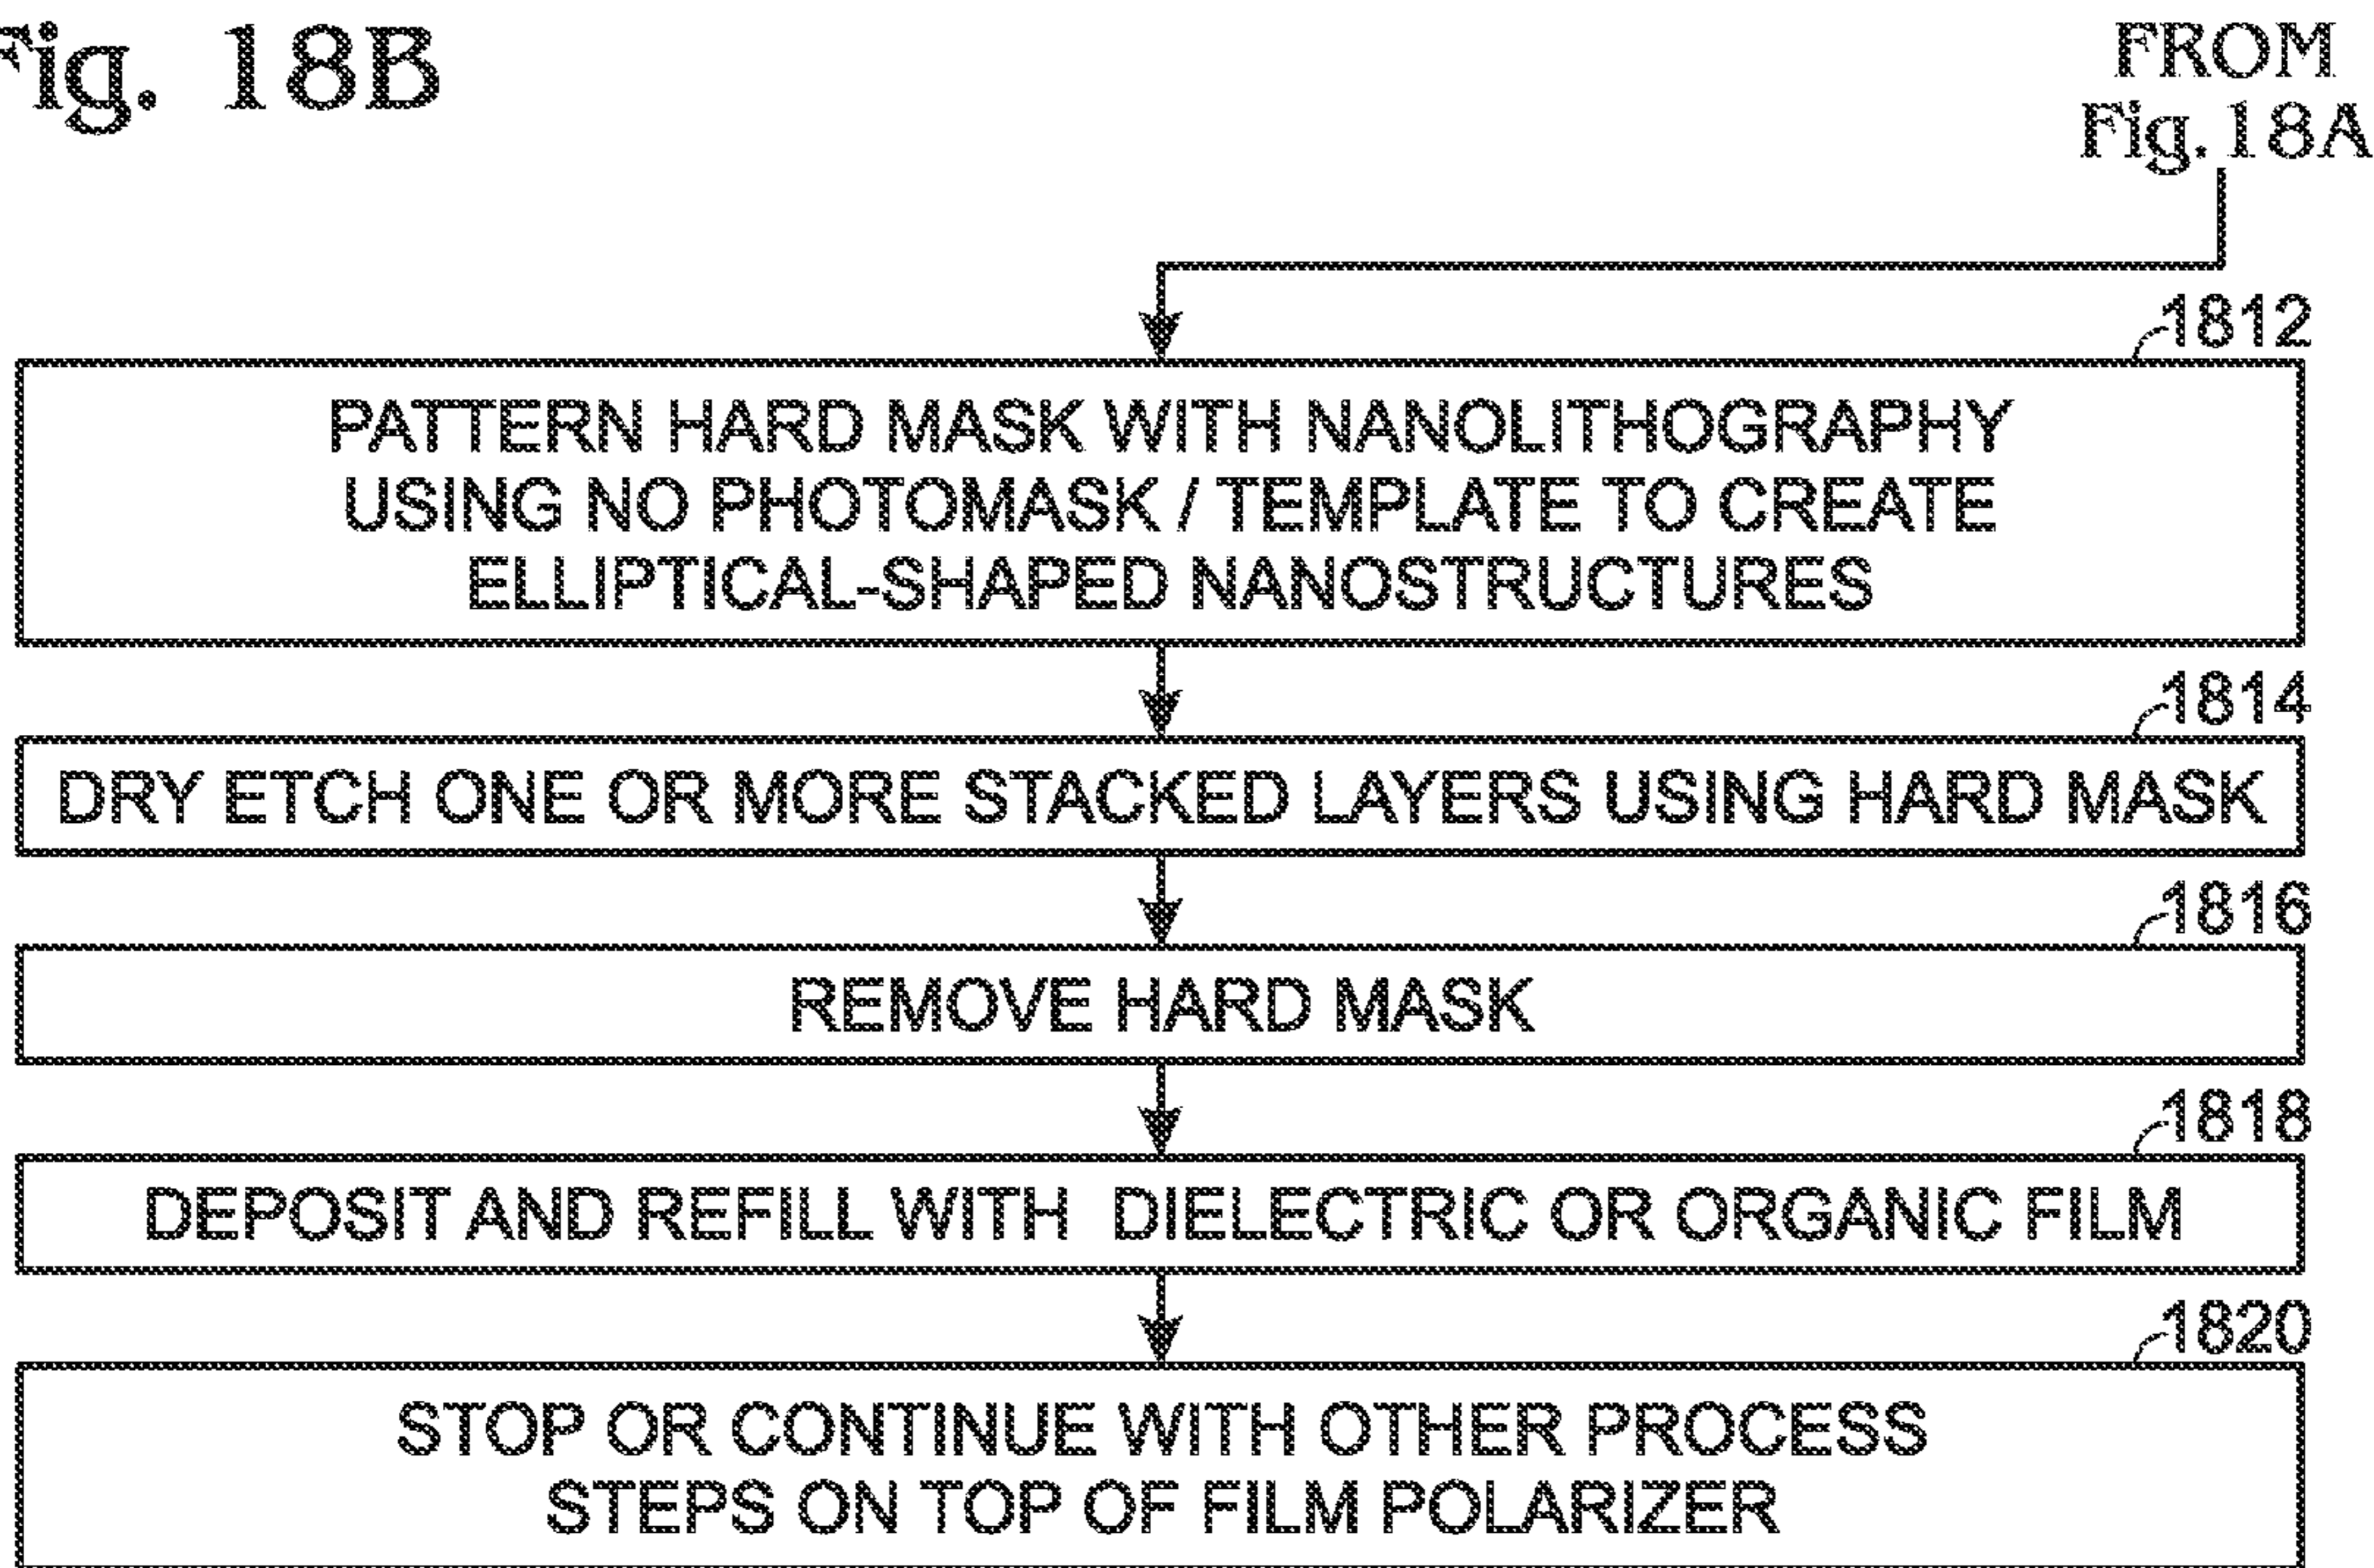 Fig. 18B
FROM
Fig. 18A
1812
PATTERN HARD MASK WITH NANOLITHOGRAPHY
USING NO PHOTOMASK / TEMPLATE TO CREATE
ELLIPTICAL-SHAPED NANOSTRUCTURES
1814
DRY ETCH ONE OR MORE STACKED LAYERS USING HARD MASK
1816
REMOVE HARD MASK
1818
DEPOSIT AND REFILL WITH DIELECTRIC OR ORGANIC FILM
1820
STOP OR CONTINUE WITH OTHER PROCESS
STEPS ON TOP OF FILM POLARIZER